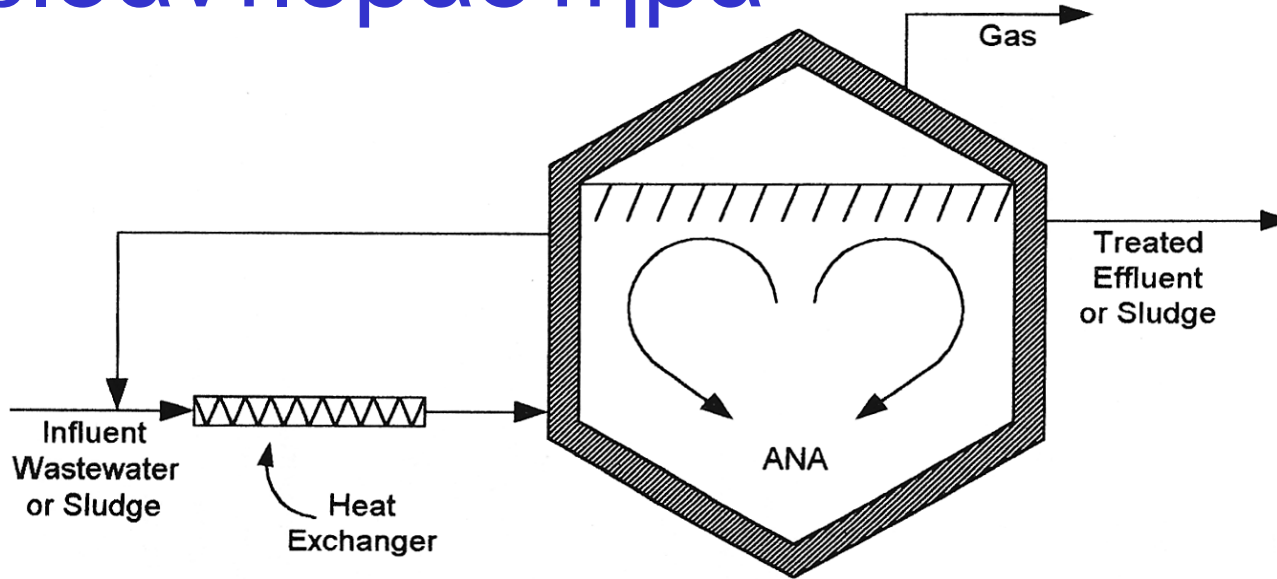 Gas
Treated
Effluent
or Sludge
Influent
Wastewater
or Sludge
Heat
Exchanger
ANA